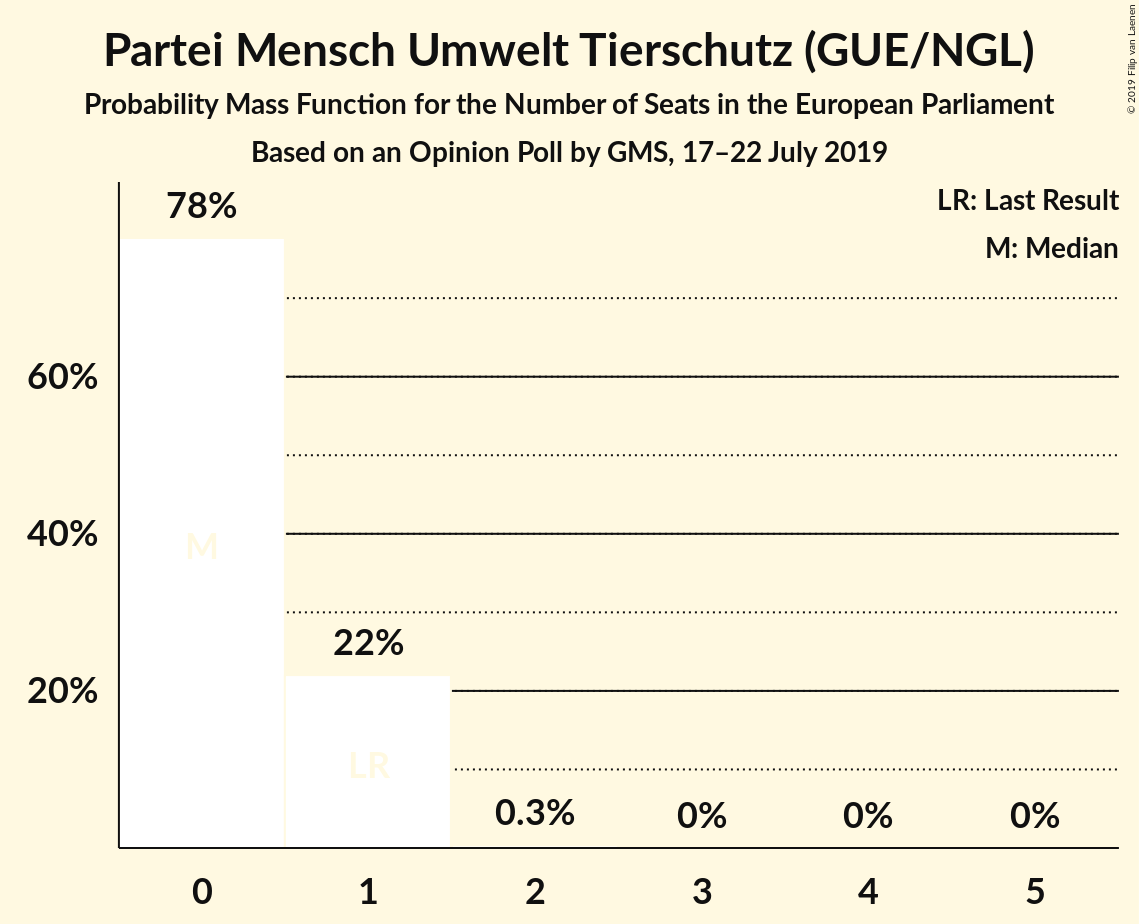 Partei Mensch Umwelt Tierschutz (GUE/NGL)
Probability Mass Function for the Number of Seats in the European Parliament
Based on an Opinion Poll by GMS, 17–22 July 2019
© 2019 Filip van Laenen
LR: Last Result
M: Median
78%
60%
M
40%
22%
20%
LR
0.3%
0%
0%
0%
0 1 2 3 4 5